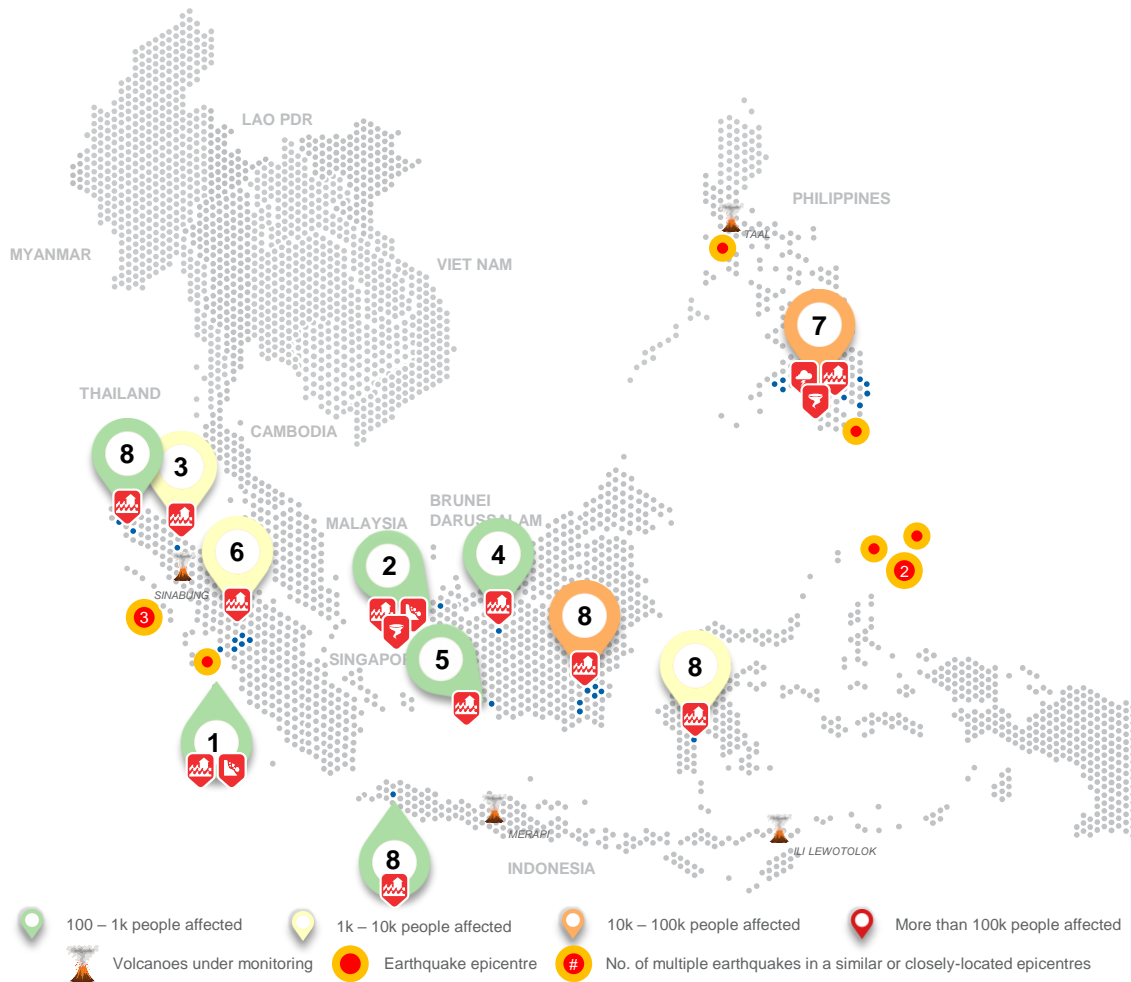 LAO PDR
PHILIPPINES
TAAL
MYANMAR
VIET NAM
7
THAILAND
CAMBODIA
8
3
BRUNEI
DARUSSALAM
MALAYSIA
6
2
4
2
SINABUNG
3
8
SINGAPOR
5
8
1
MERAPI
ILI LEWOTOLOK
8
INDONESIA
100 – 1k people affected
1k – 10k people affected
10k – 100k people affected
More than 100k people affected
Volcanoes under monitoring
Earthquake epicentre
# No. of multiple earthquakes in a similar or closely-located epicentres